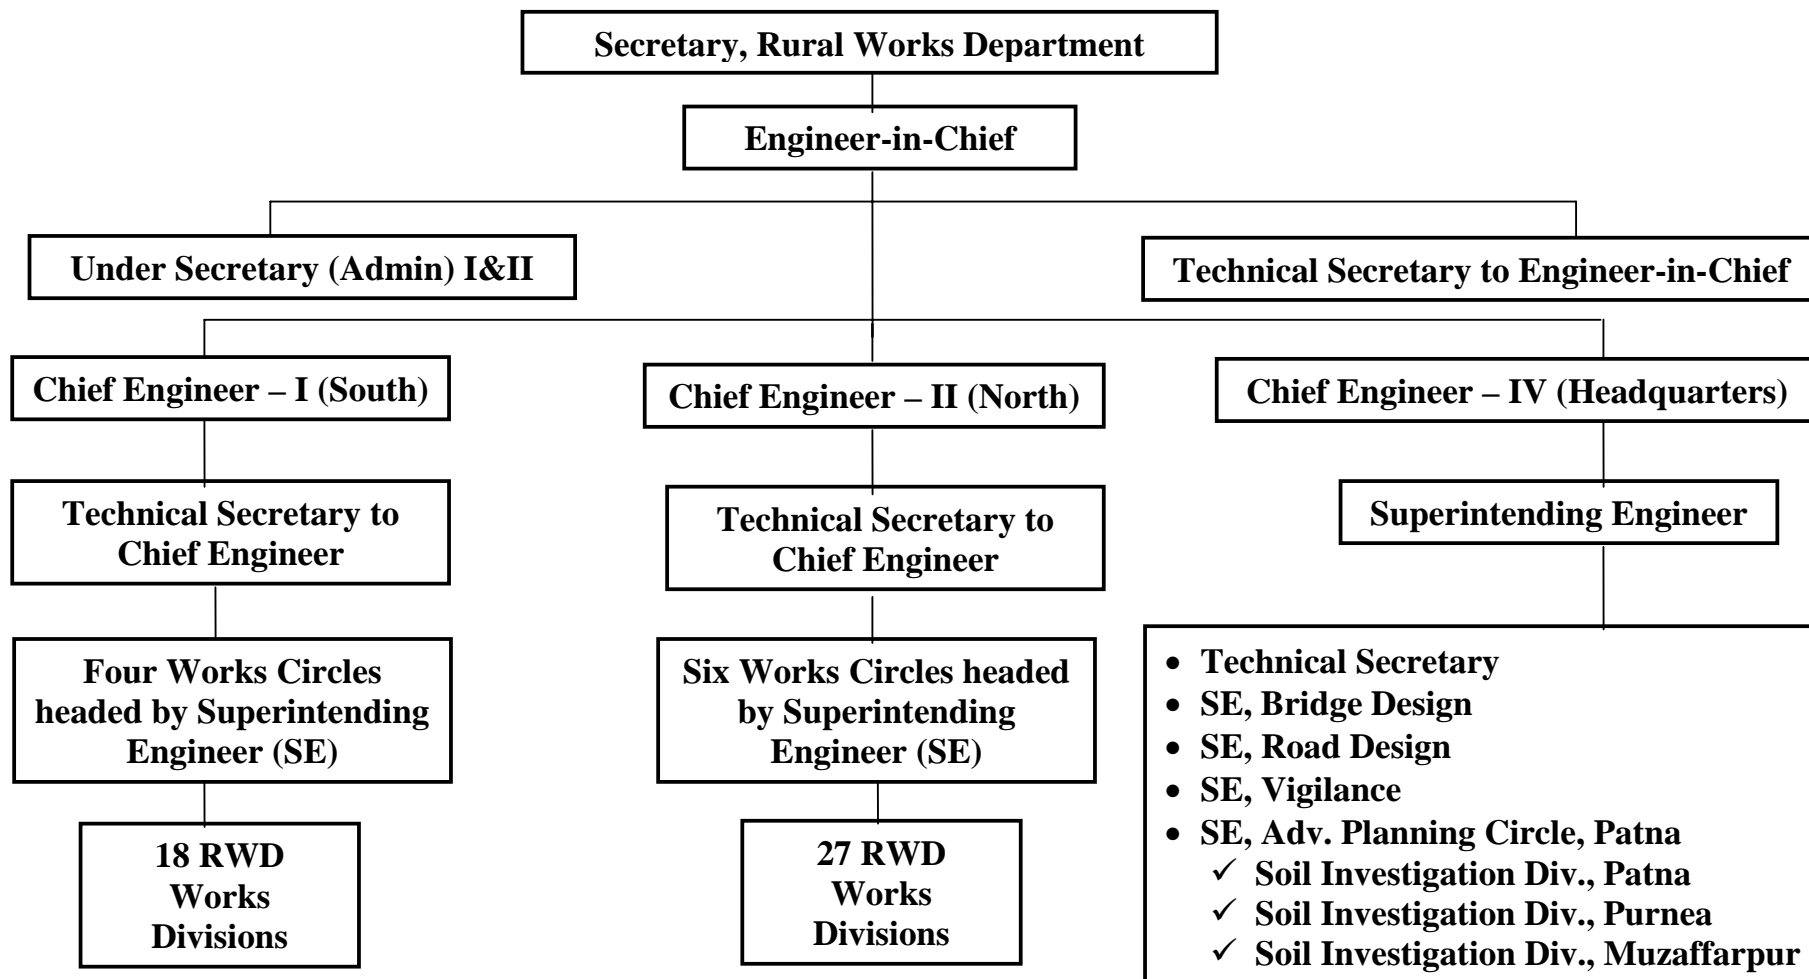 Secretary, Rural Works Department
Engineer-in-Chief
Under Secretary (Admin) I&II
Technical Secretary to Engineer-in-Chief
Chief Engineer – I (South)
Chief Engineer – II (North)
Chief Engineer – IV (Headquarters)
Technical Secretary to
Chief Engineer
Technical Secretary to
Chief Engineer
Superintending Engineer
Four Works Circles
headed by Superintending
Engineer (SE)
Six Works Circles headed
by Superintending
Engineer (SE)
• Technical Secretary
• SE, Bridge Design
• SE, Road Design
• SE, Vigilance
• SE, Adv. Planning Circle, Patna
✓ Soil Investigation Div., Patna
✓ Soil Investigation Div., Purnea
✓ Soil Investigation Div., Muzaffarpur
18 RWD
Works
Divisions
27 RWD
Works
Divisions